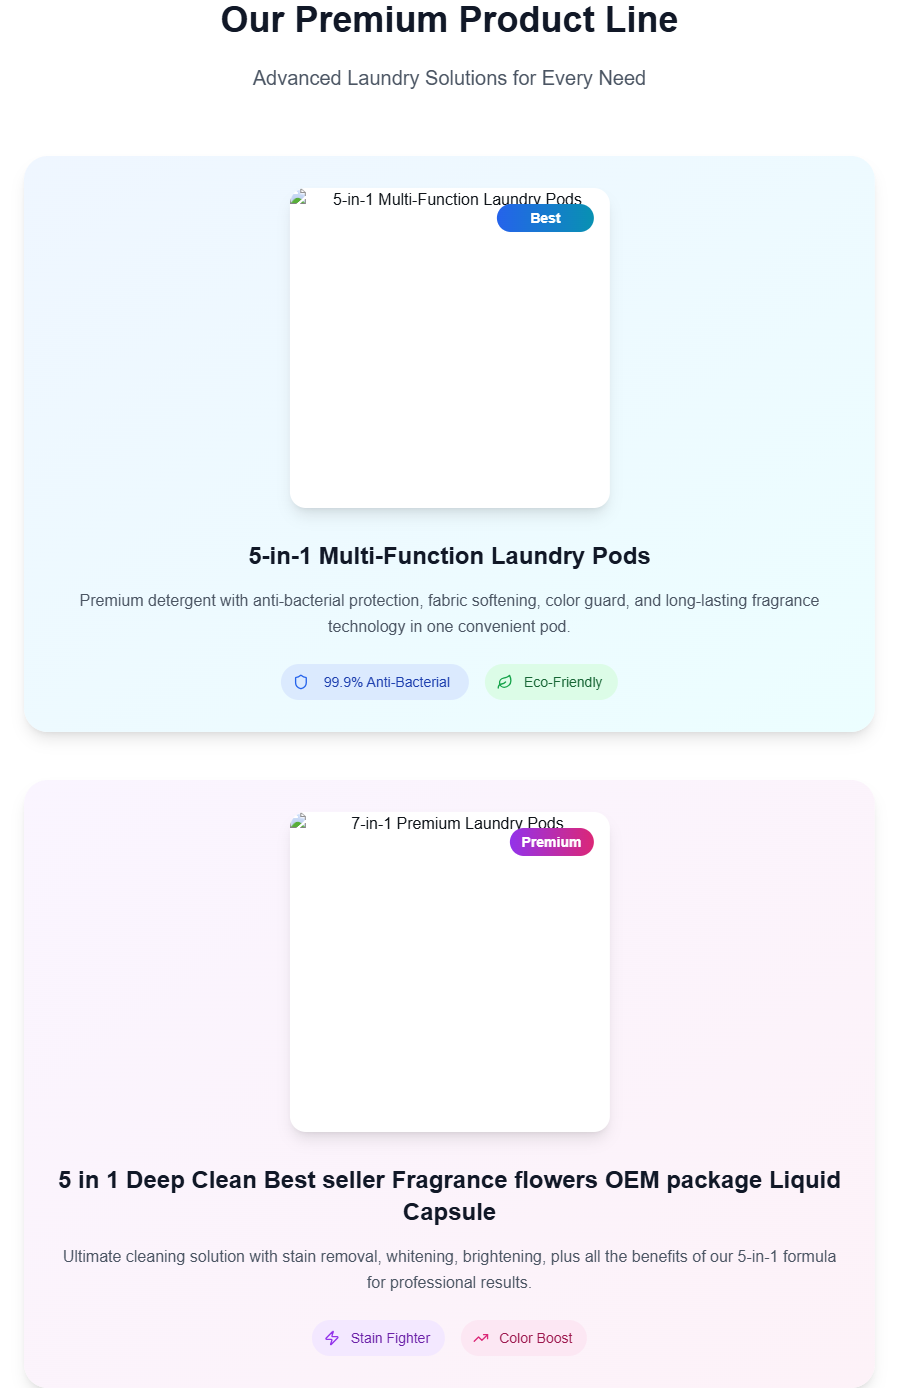 Our Premium Product Line
Advanced Laundry Solutions for Every Need
5-in-1 Multi-Function Laundry Pods
Best
5-in-1 Multi-Function Laundry Pods
Premium detergent with anti-bacterial protection, fabric softening, color guard, and long-lasting fragrance
technology in one convenient pod.
99.9% Anti-Bacterial
Eco-Friendly
7-in-1 Premium Laundry Pods
Premium
5 in 1 Deep Clean Best seller Fragrance flowers OEM package Liquid
Capsule
Ultimate cleaning solution with stain removal, whitening, brightening, plus all the benefits of our 5-in-1 formula
for professional results.
Stain Fighter
Color Boost